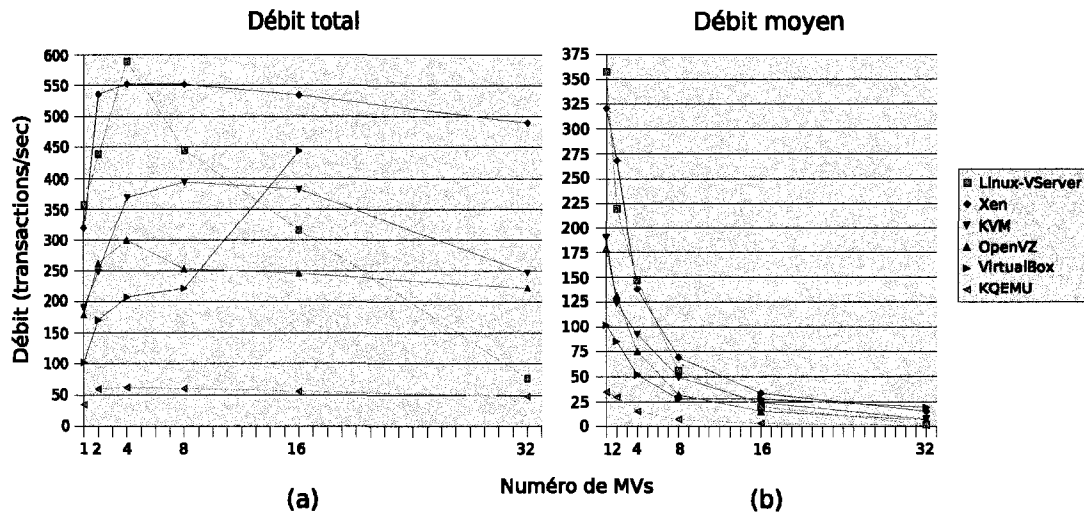 Débit total
Débit moyen
Débit (transactions/sec)
600
550
500
450
400
350
300
250
200
150
100
50
0
1 2 4 8 16 32
375
350
325
300
275
250
225
200
175
150
125
100
75
50
25
0
1 2 4 8 16 32
Linux-VServer
Xen
KVM
OpenVZ
VirtualBox
KQEMU
Numéro de MVs
(a)
(b)